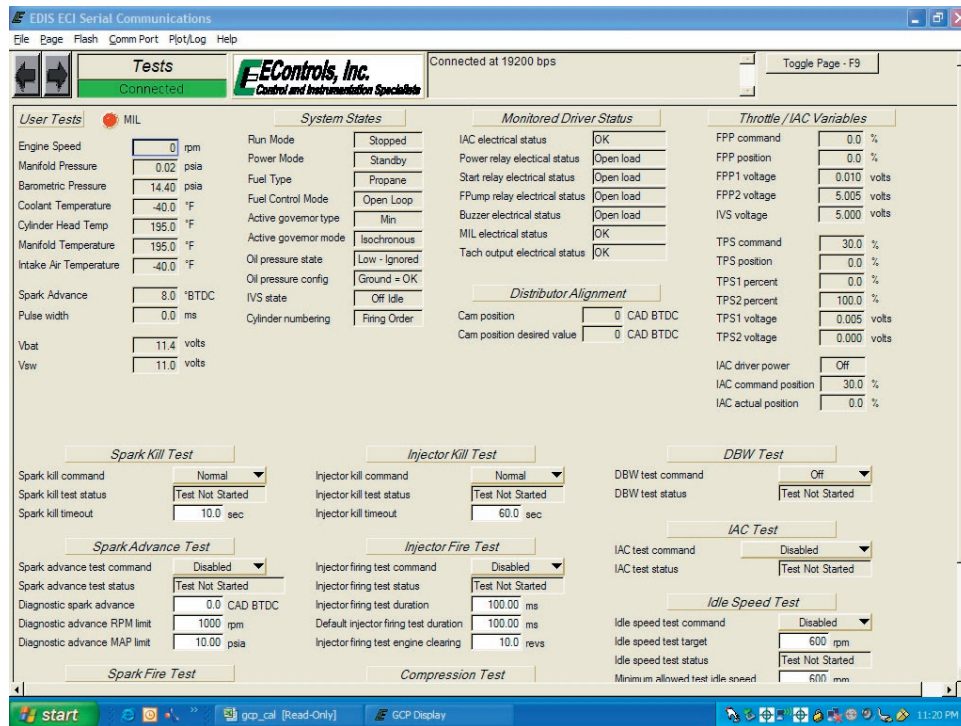 EDIS ECI Serial Communications
File Page Flash Comm Port Plot/Log Help
Tests
Connected
EControls, Inc.
Control and Instrumentation Specialists
Connected at 19200 bps
Toggle Page - F9
User Tests MIL
Engine Speed 0 rpm
Manifold Pressure 0.02 psia
Barometric Pressure 14.40 psia
Coolant Temperature -40.0 °F
Cylinder Head Temp 195.0 °F
Manifold Temperature 195.0 °F
Intake Air Temperature -40.0 °F
Spark Advance 8.0 °BTDC
Pulse width 0.0 ms
Vbat 11.4 volts
Vsw 11.0 volts
System States
Run Mode Stopped
Power Mode Standby
Fuel Type Propane
Fuel Control Mode Open Loop
Active governor type Min
Active governor mode Isochronous
Oil pressure state Low - Ignored
Oil pressure config Ground = OK
IVS state Off Idle
Cylinder numbering Firing Order
Monitored Driver Status
IAC electrical status OK
Power relay electical status Open load
Start relay electrical status Open load
FPump relay electrical status Open load
Buzzer electrical status Open load
MIL electrical status OK
Tach output electrical status OK
Distributor Alignment
Cam position 0 CAD BTDC
Cam position desired value 0 CAD BTDC
Throttle / IAC Variables
FPP command 0.0 %
FPP position 0.0 %
FPP1 voltage 0.010 volts
FPP2 voltage 5.005 volts
IVS voltage 5.000 volts
TPS command 30.0 %
TPS position 0.0 %
TPS1 percent 0.0 %
TPS2 percent 100.0 %
TPS1 voltage 0.005 volts
TPS2 voltage 0.000 volts
IAC driver power Off
IAC command position 30.0 %
IAC actual position 0.0 %
Spark Kill Test
Spark kill command Normal
Spark kill test status Test Not Started
Spark kill timeout 10.0 sec
Injector Kill Test
Injector kill command Normal
Injector kill test status Test Not Started
Injector kill timeout 60.0 sec
DBW Test
DBW test command Off
DBW test status Test Not Started
Spark Advance Test
Spark advance test command Disabled
Spark advance test status Test Not Started
Diagnostic spark advance 0.0 CAD BTDC
Diagnostic advance RPM limit 1000 rpm
Diagnostic advance MAP limit 10.00 psia
Injector Fire Test
Injector firing test command Disabled
Injector firing test status Test Not Started
Injector firing test duration 100.00 ms
Default injector firing test duration 100.00 ms
Injector firing test engine clearing 10.0 revs
IAC Test
IAC test command Disabled
IAC test status Test Not Started
Idle Speed Test
Idle speed test command Disabled
Idle speed test target 600 rpm
Idle speed test status Test Not Started
Minimum allowed test idle speed 600 rpm
Spark Fire Test
Compression Test
start
gcp_cal [Read-Only]
GCP Display
11:20 PM